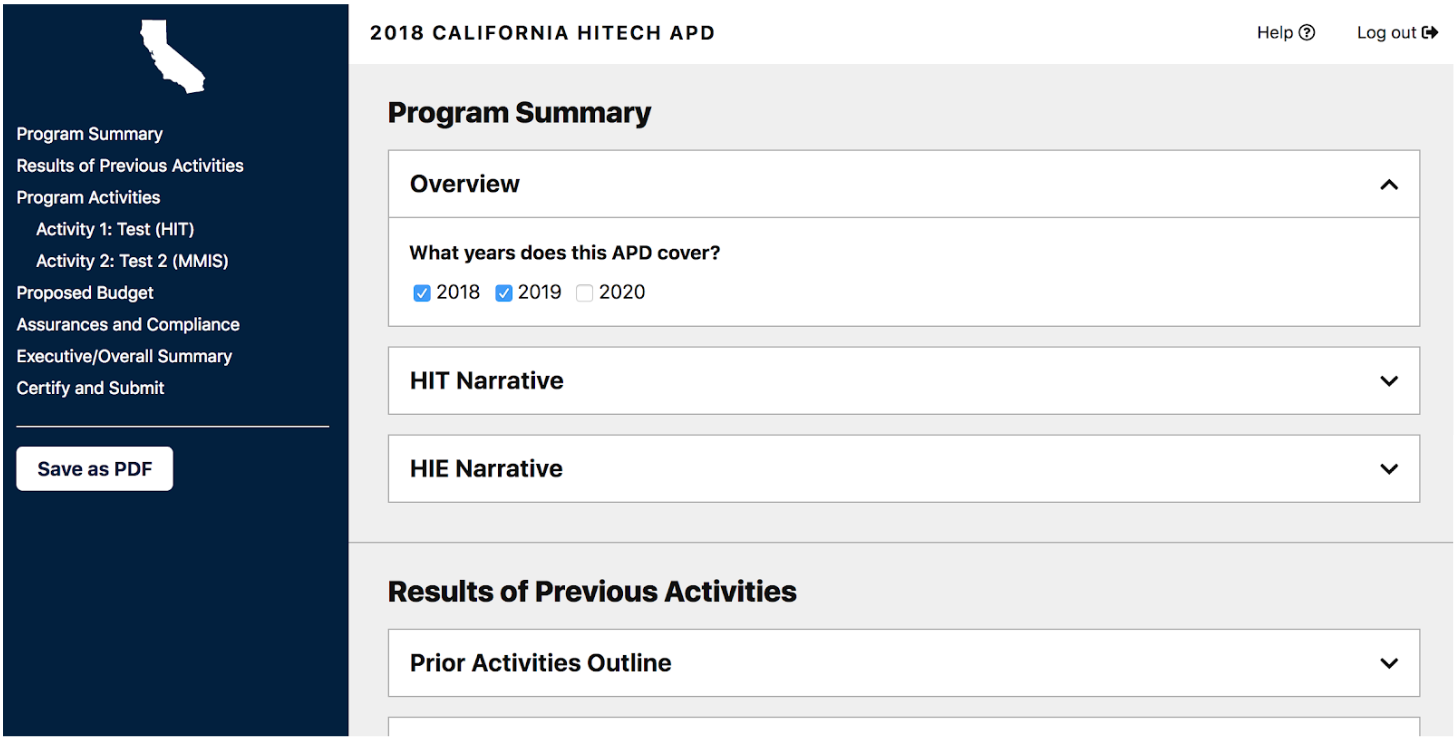 2018 CALIFORNIA HITECH APD
Help
Log out
Program Summary
Results of Previous Activities
Program Activities
Activity 1: Test (HIT)
Activity 2: Test 2 (MMIS)
Proposed Budget
Assurances and Compliance
Executive/Overall Summary
Certify and Submit
Save as PDF
Program Summary
Overview
What years does this APD cover?
2018 2019 2020
HIT Narrative
HIE Narrative
Results of Previous Activities
Prior Activities Outline